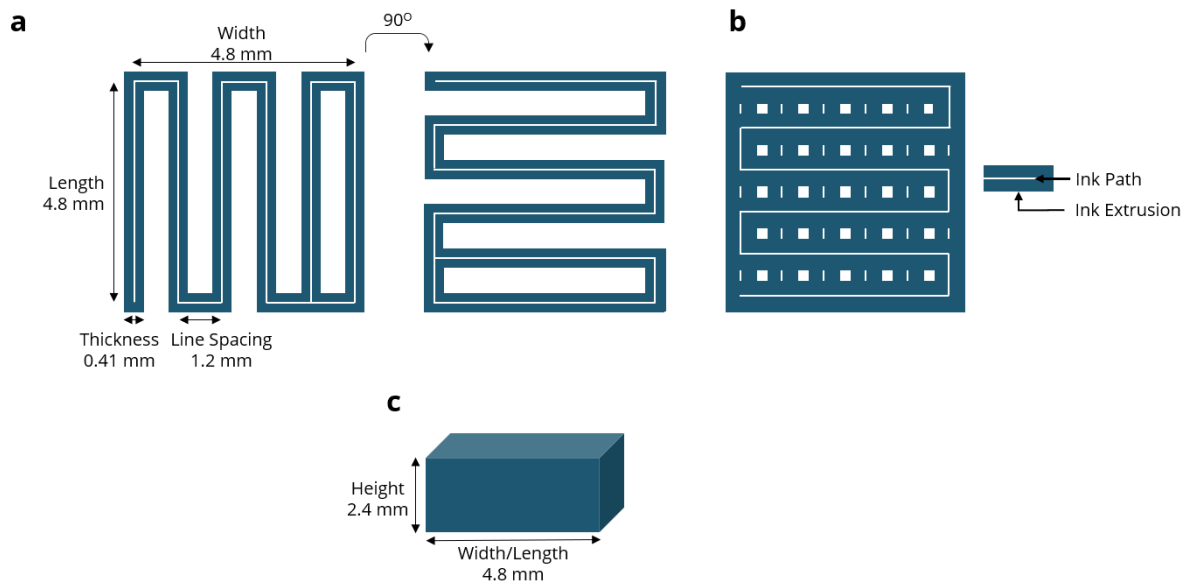 a
Width
4.8 mm
90°
b
Length
4.8 mm
Ink Path
Ink Extrusion
Thickness
0.41 mm
Line Spacing
1.2 mm
c
Height
2.4 mm
Width/Length
4.8 mm